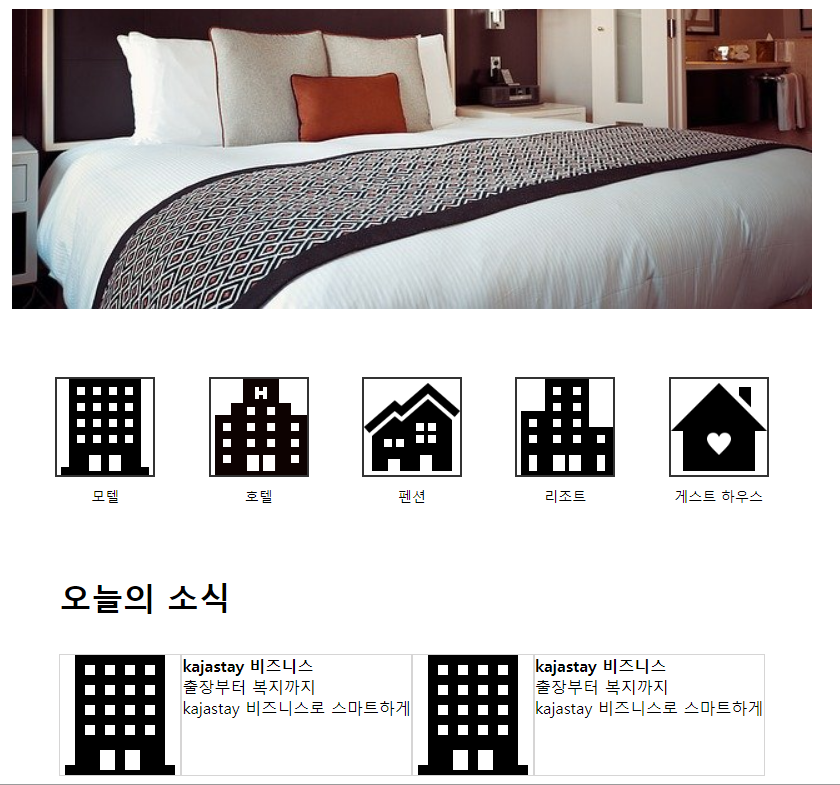 H
모텔
호텔
펜션
리조트
게스트 하우스
오늘의 소식
kajastay 비즈니스
출장부터 복지까지
kajastay 비즈니스로 스마트하게
kajastay 비즈니스
출장부터 복지까지
kajastay 비즈니스로 스마트하게